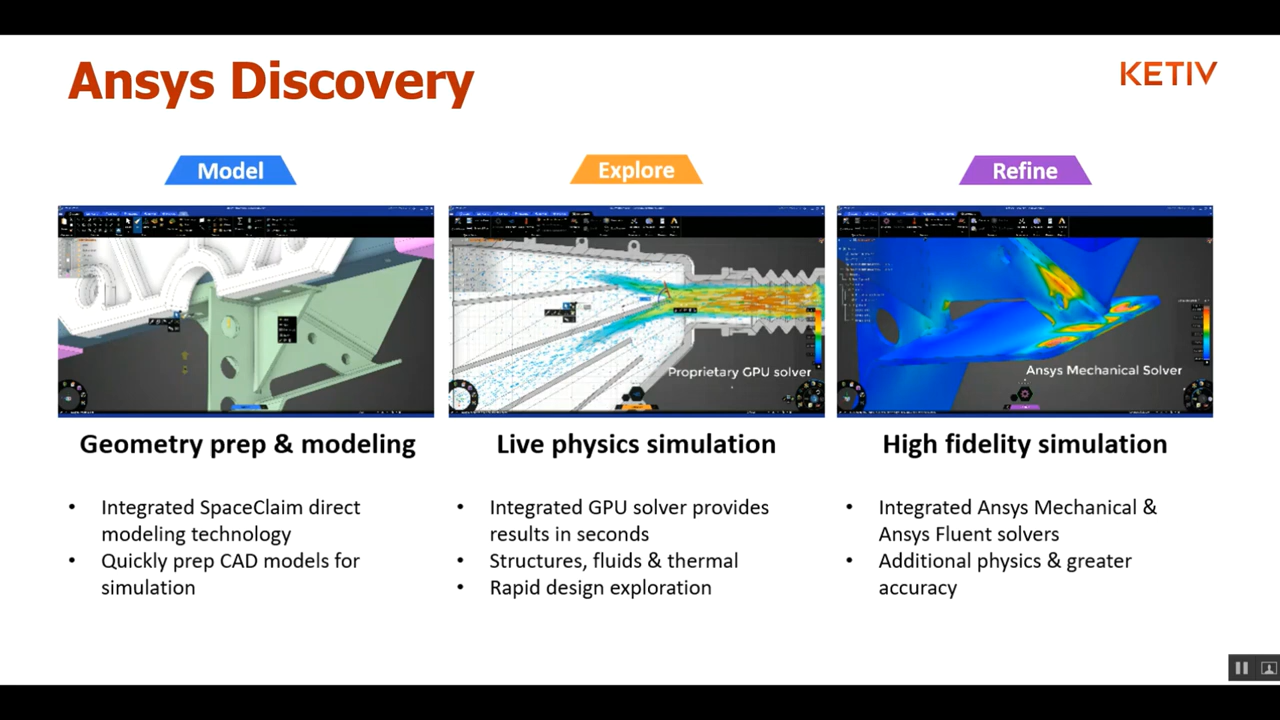 Ansys Discovery
KETIV
Model
Explore
Refine
Proprietary GPU solver
Ansys Mechanical Solver
Geometry prep & modeling
• Integrated SpaceClaim direct
modeling technology
• Quickly prep CAD models for
simulation
Live physics simulation
• Integrated GPU solver provides
results in seconds
• Structures, fluids & thermal
• Rapid design exploration
High fidelity simulation
• Integrated Ansys Mechanical &
Ansys Fluent solvers
• Additional physics & greater
accuracy